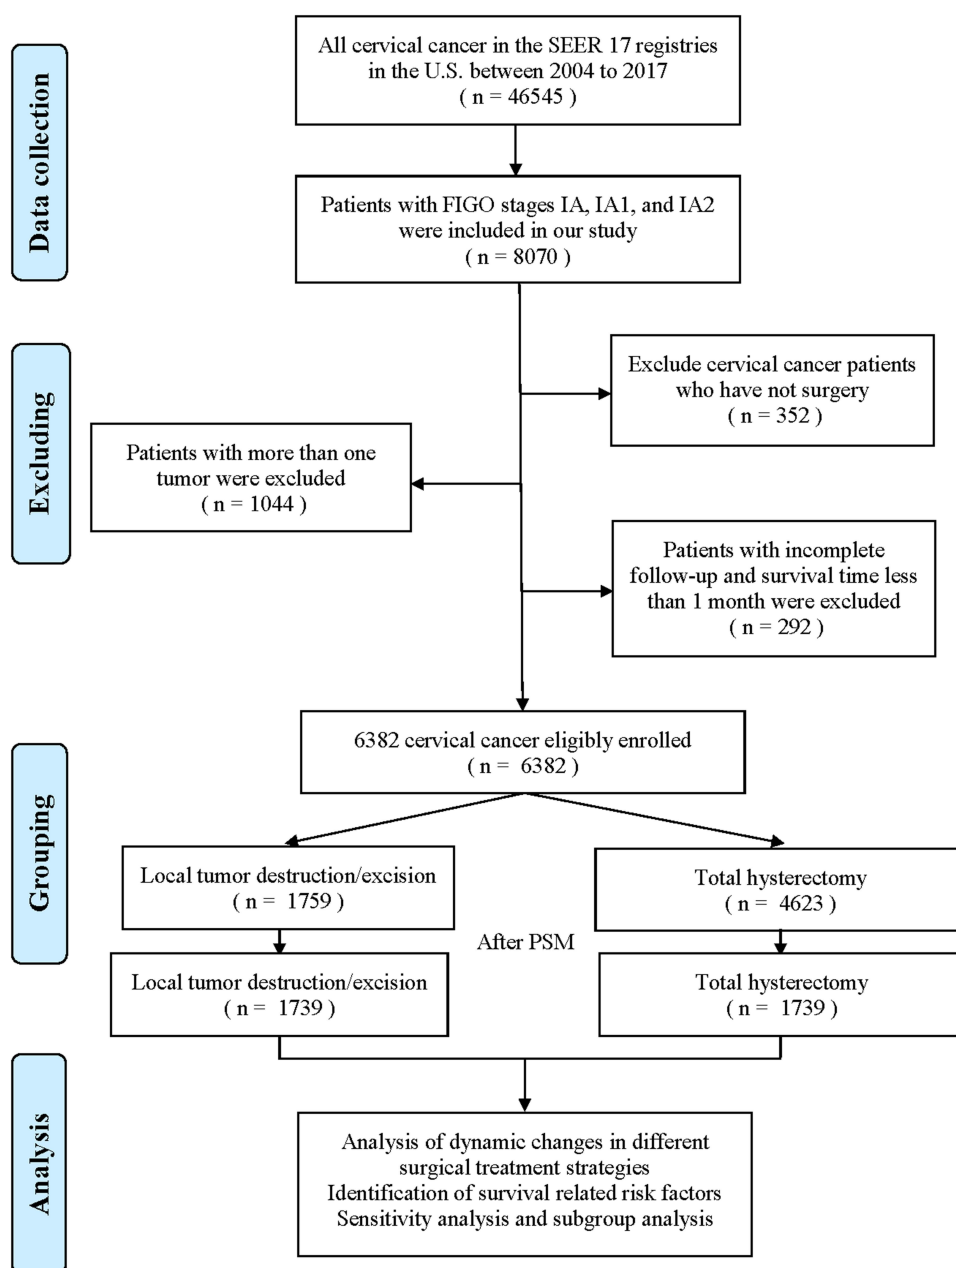 Data collection
All cervical cancer in the SEER 17 registries
in the U.S. between 2004 to 2017
( n = 46545 )
Patients with FIGO stages IA, IA1, and IA2
were included in our study
( n = 8070 )
Excluding
Exclude cervical cancer patients
who have not surgery
( n = 352 )
Patients with more than one
tumor were excluded
( n = 1044 )
Patients with incomplete
follow-up and survival time less
than 1 month were excluded
( n = 292 )
Grouping
6382 cervical cancer eligibly enrolled
( n = 6382 )
Local tumor destruction/excision
( n = 1759 )
Total hysterectomy
( n = 4623 )
After PSM
Local tumor destruction/excision
( n = 1739 )
Total hysterectomy
( n = 1739 )
Analysis
Analysis of dynamic changes in different
surgical treatment strategies
Identification of survival related risk factors
Sensitivity analysis and subgroup analysis